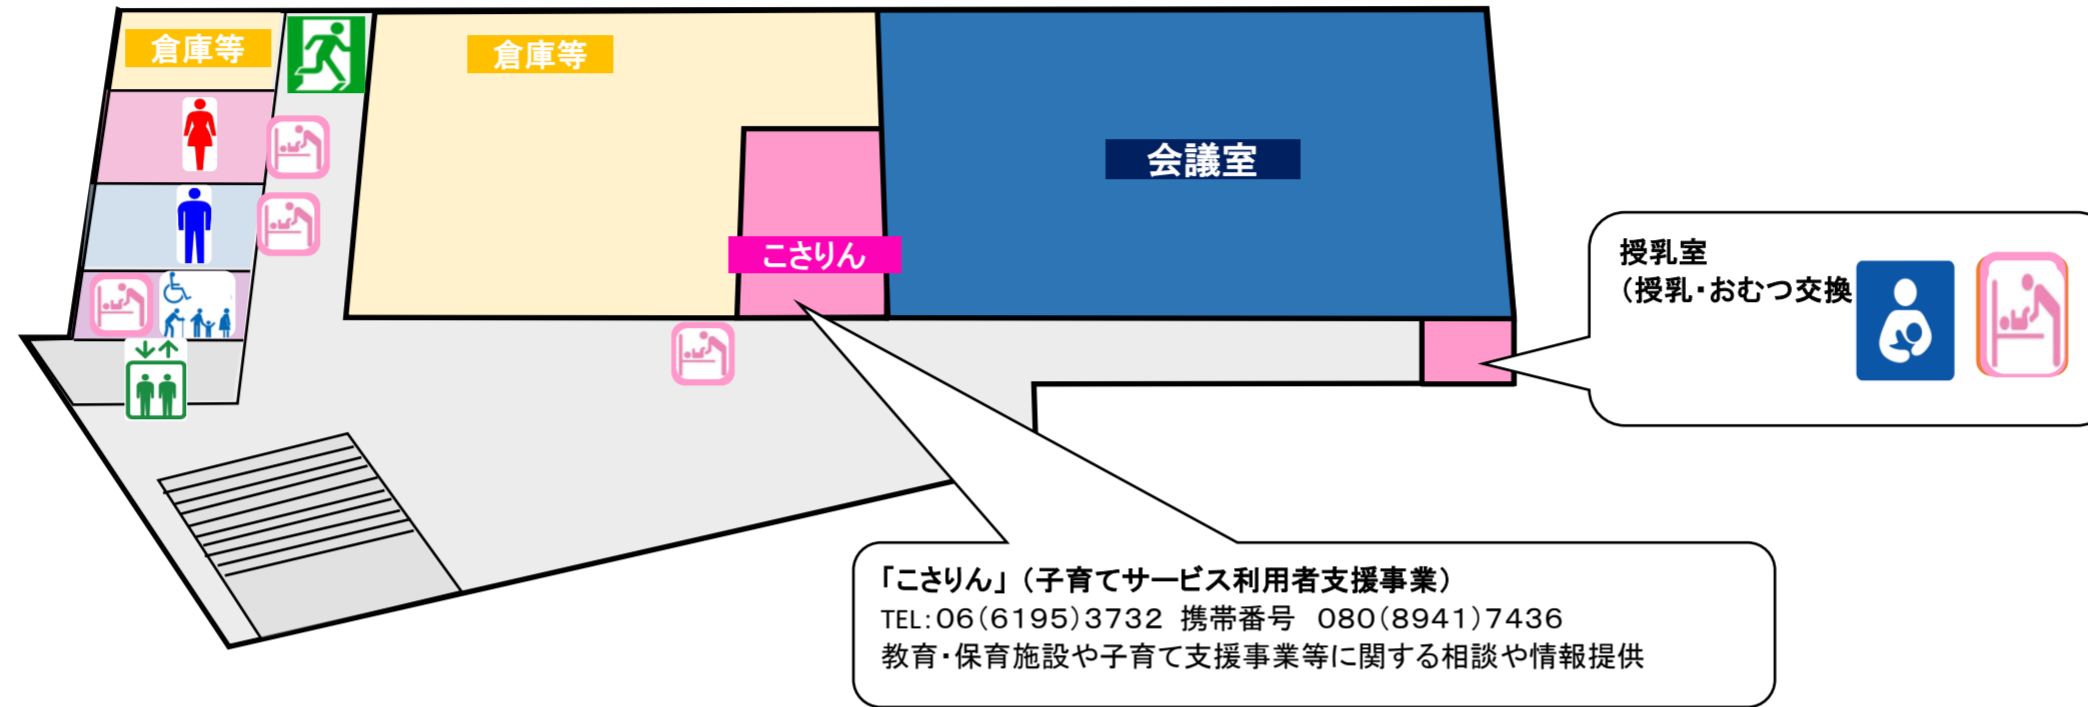 倉庫等
倉庫等
会議室
こさりん
授乳室
（授乳・おむつ交換
「こさりん」（子育てサービス利用者支援事業）
TEL：06（6195）3732 携帯番号 080（8941）7436
教育・保育施設や子育て支援事業等に関する相談や情報提供